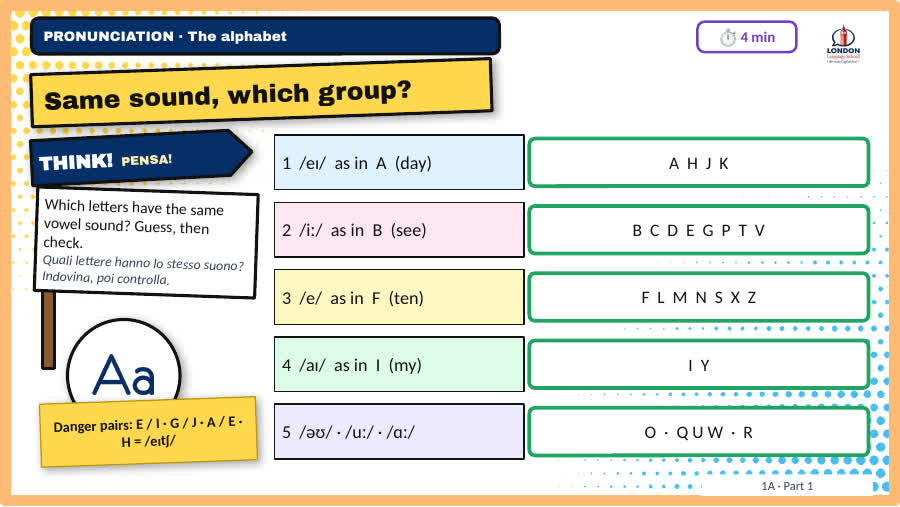 PRONUNCIATION · The alphabet
⏱ 4 min
LONDON
Language School
Same sound, which group?
THINK! PENSA!
Which letters have the same
vowel sound? Guess, then
check.
Quali lettere hanno lo stesso suono?
Indovina, poi controlla.
Aa
Danger pairs: E / I · G / J · A / E ·
H = /eɪtʃ/
1 /eɪ/ as in A (day)
A H J K
2 /iː/ as in B (see)
B C D E G P T V
3 /e/ as in F (ten)
F L M N S X Z
4 /aɪ/ as in I (my)
I Y
5 /əʊ/ · /uː/ · /ɑː/
O · Q U W · R
1A · Part 1